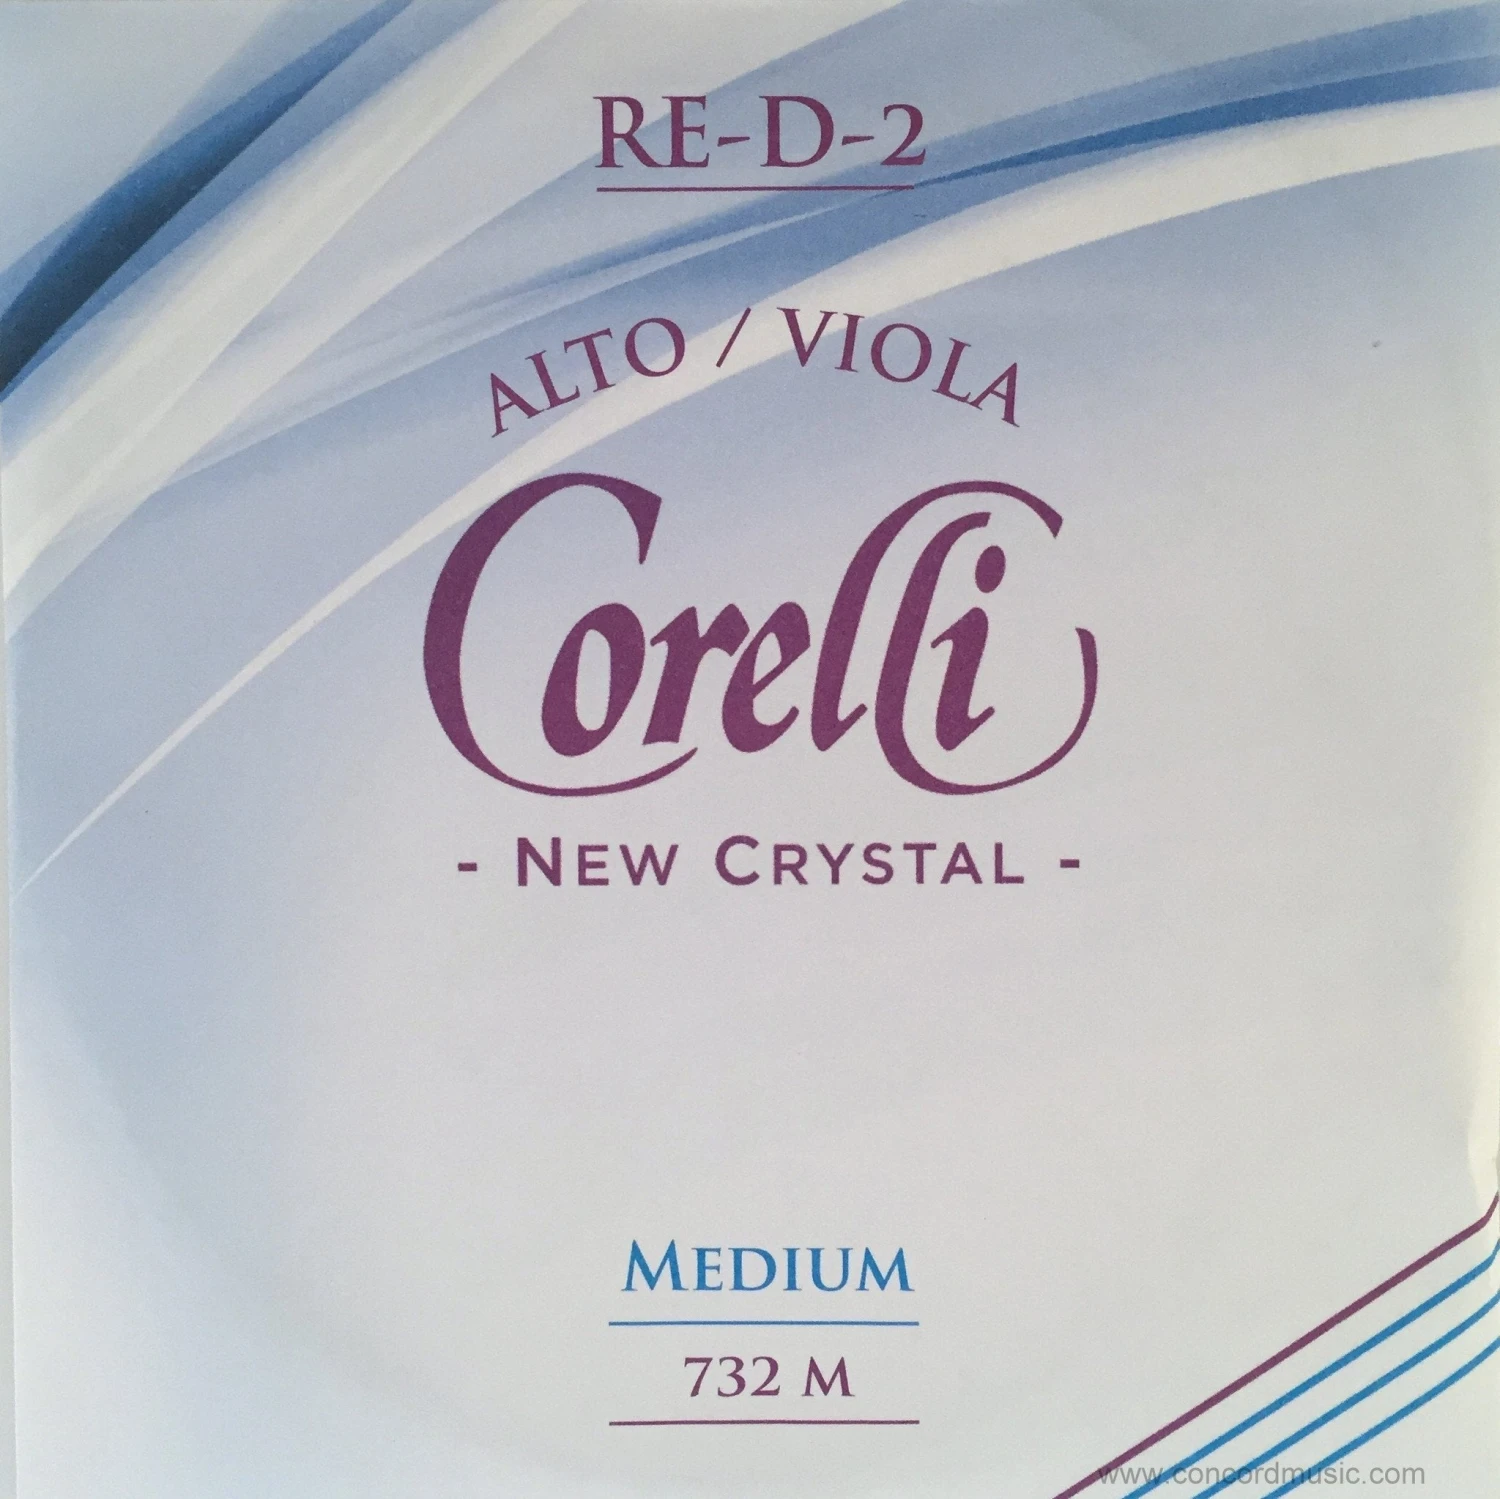 RE-D-2
ALTO / VIOLA
Corelli
- NEW CRYSTAL -
MEDIUM
732 M
www.concordmusic.com